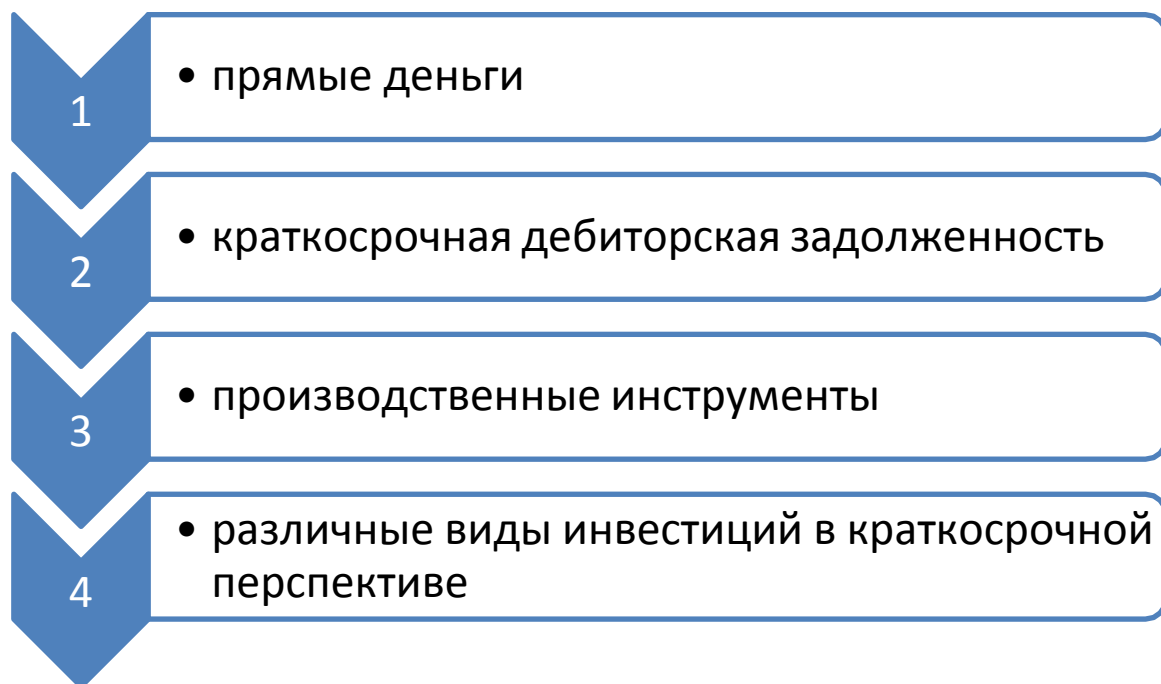 1
• прямые деньги
2
• краткосрочная дебиторская задолженность
3
• производственные инструменты
4
• различные виды инвестиций в краткосрочной
перспективе